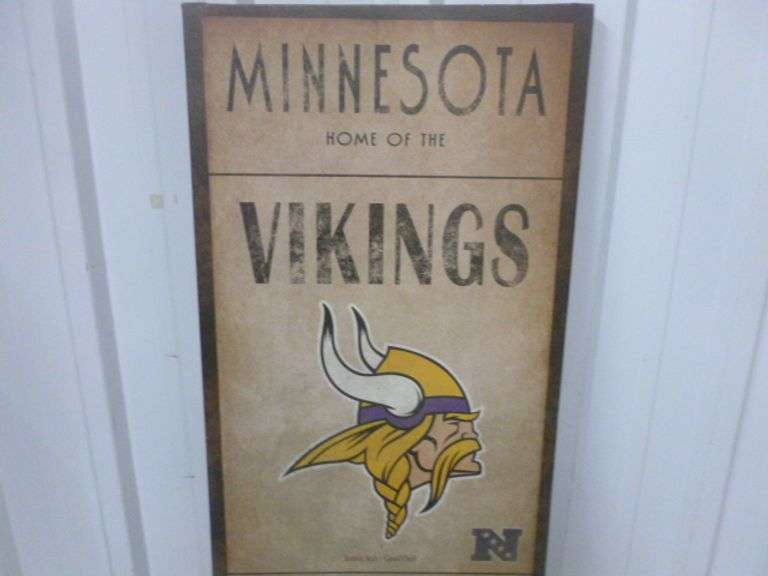 MINNESOTA
HOME OF THE
VIKINGS
N